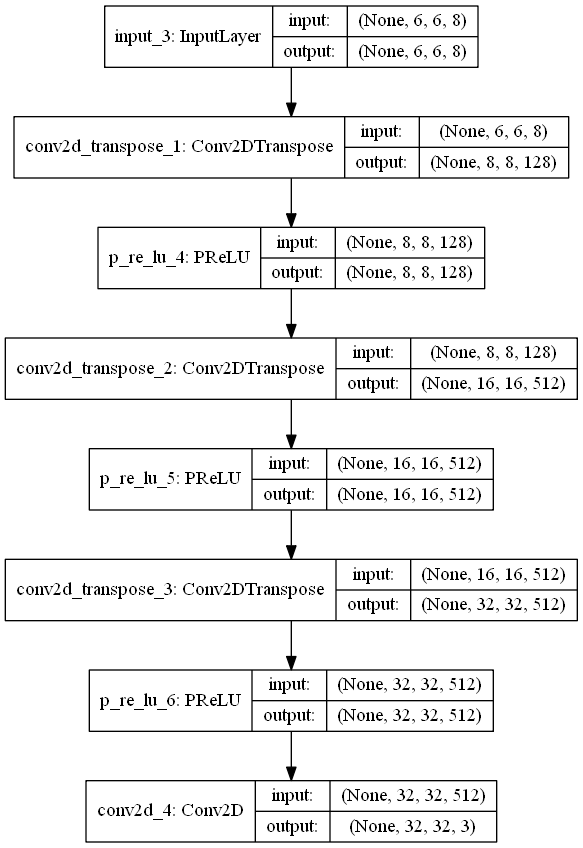 input_3: InputLayer
input: (None, 6, 6, 8)
output: (None, 6, 6, 8)
conv2d_transpose_1: Conv2DTranspose
input: (None, 6, 6, 8)
output: (None, 8, 8, 128)
p_re_lu_4: PReLU
input: (None, 8, 8, 128)
output: (None, 8, 8, 128)
conv2d_transpose_2: Conv2DTranspose
input: (None, 8, 8, 128)
output: (None, 16, 16, 512)
p_re_lu_5: PReLU
input: (None, 16, 16, 512)
output: (None, 16, 16, 512)
conv2d_transpose_3: Conv2DTranspose
input: (None, 16, 16, 512)
output: (None, 32, 32, 512)
p_re_lu_6: PReLU
input: (None, 32, 32, 512)
output: (None, 32, 32, 512)
conv2d_4: Conv2D
input: (None, 32, 32, 512)
output: (None, 32, 32, 3)